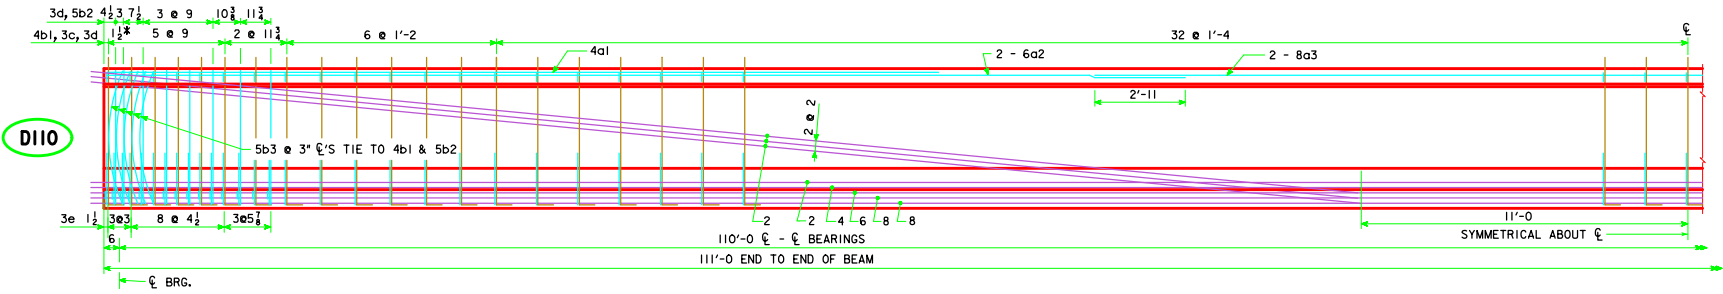 3d, 5b2 4½ 3 7½ 3 @ 9 10⅜ 11¾
4b1, 3c, 3d 1½* 5 @ 9 2 @ 11¾ 6 @ 1'-2 32 @ 1'-4 ℄
4a1 2 - 6a2 2 - 8a3
2'-11
2 @ 2
D110
5b3 @ 3" ℄'S TIE TO 4b1 & 5b2
3e 1½ 3@3 8 @ 4½ 3@5⅞ 2 2 4 6 8 8 11'-0
6 110'-0 ℄ - ℄ BEARINGS SYMMETRICAL ABOUT ℄
111'-0 END TO END OF BEAM
℄ BRG.